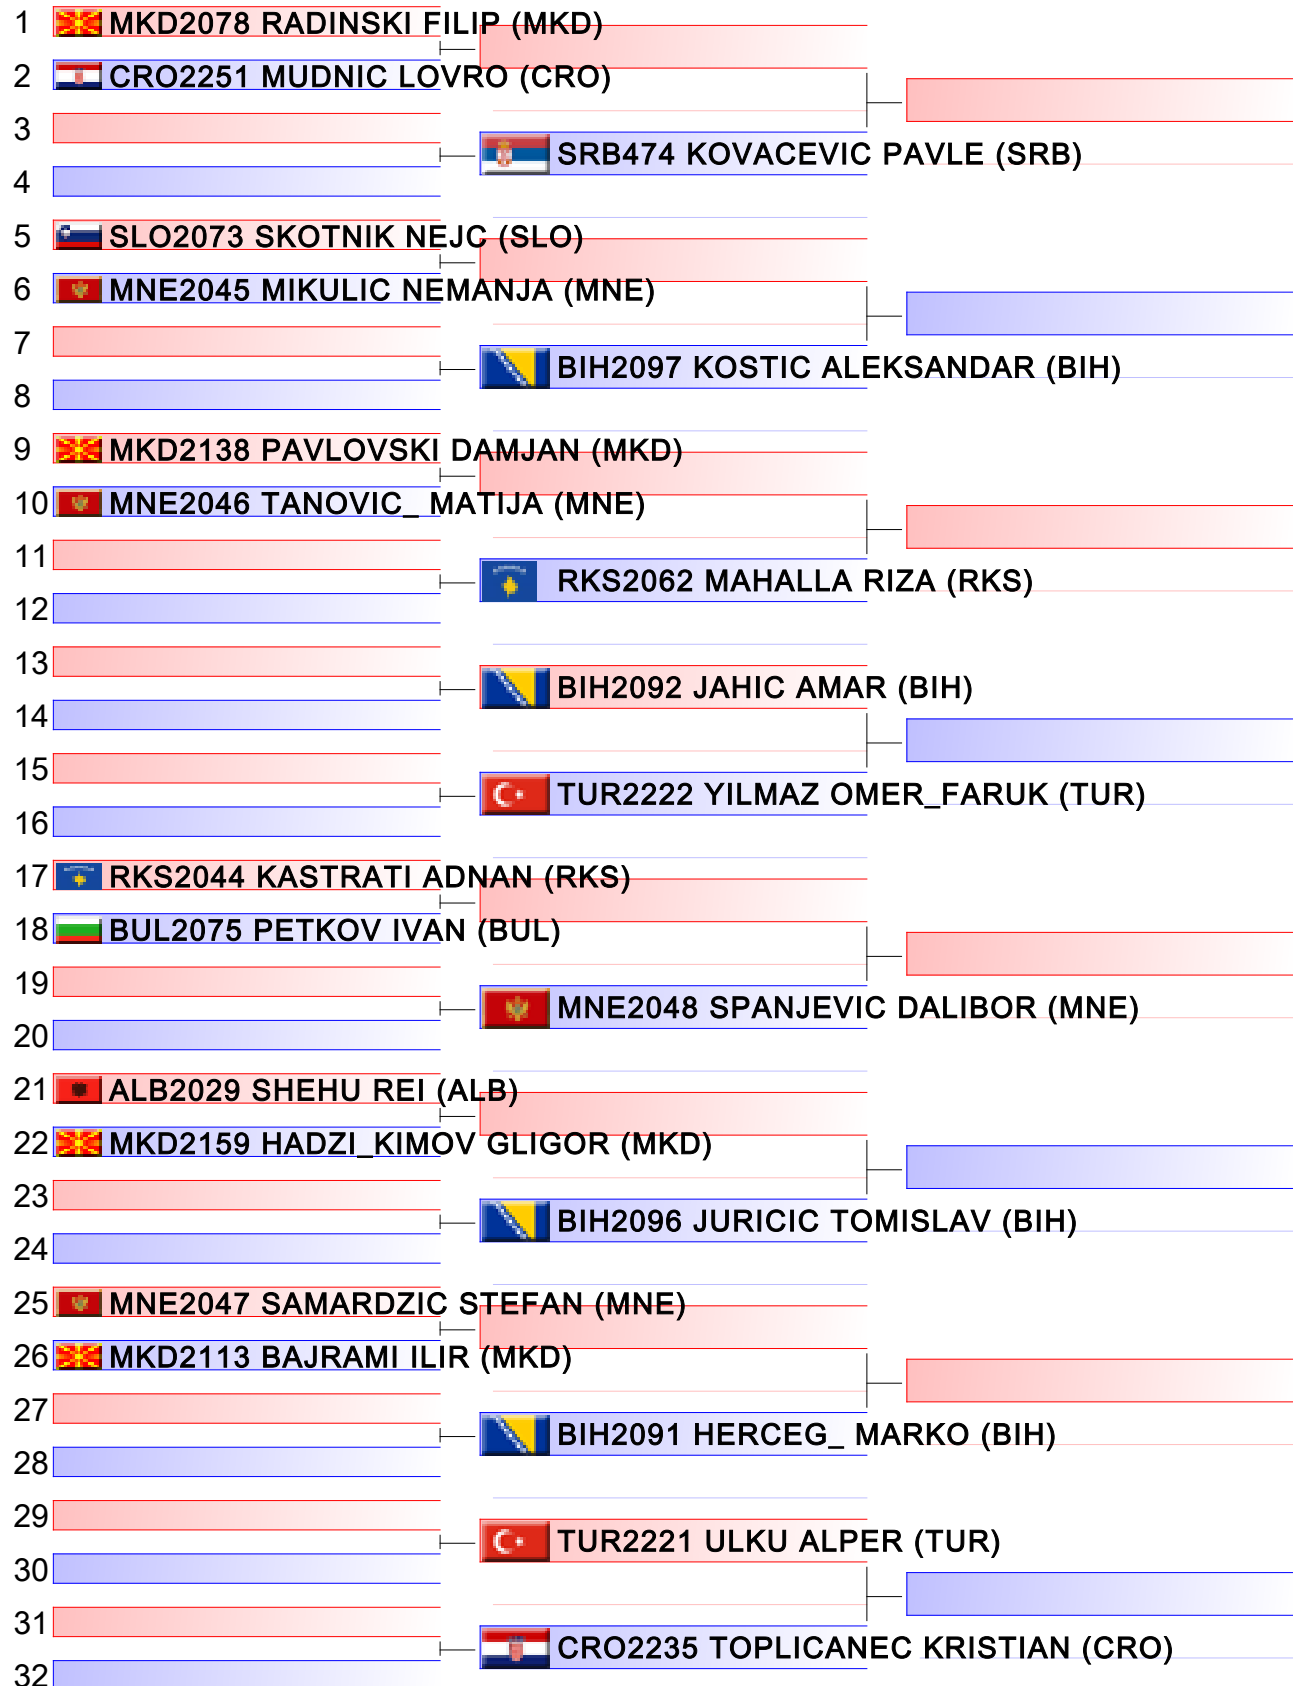 1 MKD2078 RADINSKI FILIP (MKD)
2 CRO2251 MUDNIC LOVRO (CRO)
3
SRB474 KOVACEVIC PAVLE (SRB)
4
5 SLO2073 SKOTNIK NEJC (SLO)
6 MNE2045 MIKULIC NEMANJA (MNE)
7
BIH2097 KOSTIC ALEKSANDAR (BIH)
8
9 MKD2138 PAVLOVSKI DAMJAN (MKD)
10 MNE2046 TANOVIC_ MATIJA (MNE)
11
RKS2062 MAHALLA RIZA (RKS)
12
13
BIH2092 JAHIC AMAR (BIH)
14
15
TUR2222 YILMAZ OMER_FARUK (TUR)
16
17 RKS2044 KASTRATI ADNAN (RKS)
18 BUL2075 PETKOV IVAN (BUL)
19
MNE2048 SPANJEVIC DALIBOR (MNE)
20
21 ALB2029 SHEHU REI (ALB)
22 MKD2159 HADZI_KIMOV GLIGOR (MKD)
23
BIH2096 JURICIC TOMISLAV (BIH)
24
25 MNE2047 SAMARDZIC STEFAN (MNE)
26 MKD2113 BAJRAMI ILIR (MKD)
27
BIH2091 HERCEG_ MARKO (BIH)
28
29
TUR2221 ULKU ALPER (TUR)
30
31
CRO2235 TOPLICANEC KRISTIAN (CRO)
32